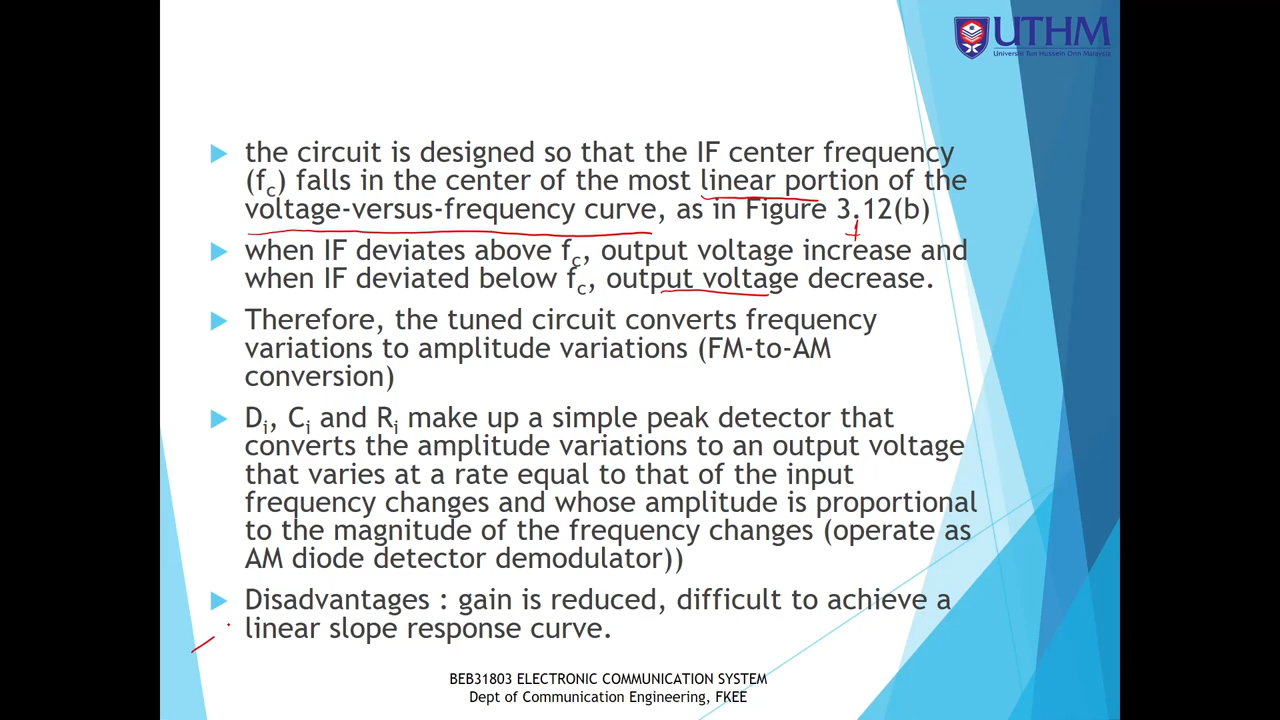 UTHM
Universiti Tun Hussein Onn Malaysia
the circuit is designed so that the IF center frequency
(fc) falls in the center of the most linear portion of the
voltage-versus-frequency curve, as in Figure 3.12(b)
when IF deviates above fc, output voltage increase and
when IF deviated below fc, output voltage decrease.
Therefore, the tuned circuit converts frequency
variations to amplitude variations (FM-to-AM
conversion)
Di, Ci and Ri make up a simple peak detector that
converts the amplitude variations to an output voltage
that varies at a rate equal to that of the input
frequency changes and whose amplitude is proportional
to the magnitude of the frequency changes (operate as
AM diode detector demodulator))
Disadvantages : gain is reduced, difficult to achieve a
linear slope response curve.
BEB31803 ELECTRONIC COMMUNICATION SYSTEM
Dept of Communication Engineering, FKEE